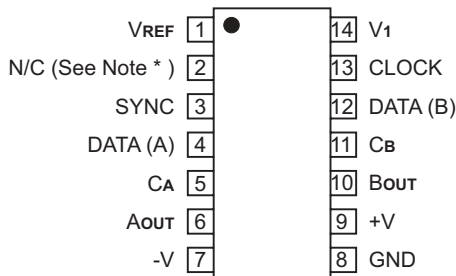 VREF 1 14 V1
N/C (See Note * ) 2 13 CLOCK
SYNC 3 12 DATA (B)
DATA (A) 4 11 CB
CA 5 10 BOUT
AOUT 6 9 +V
-V 7 8 GND